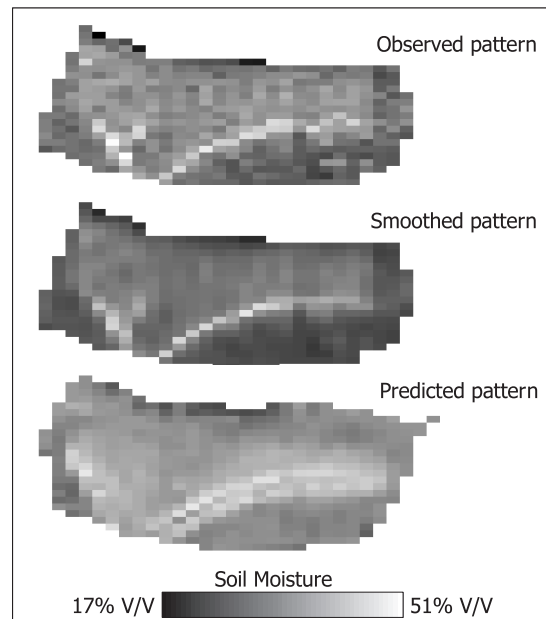 Observed pattern
Smoothed pattern
Predicted pattern
Soil Moisture
17% V/V 51% V/V